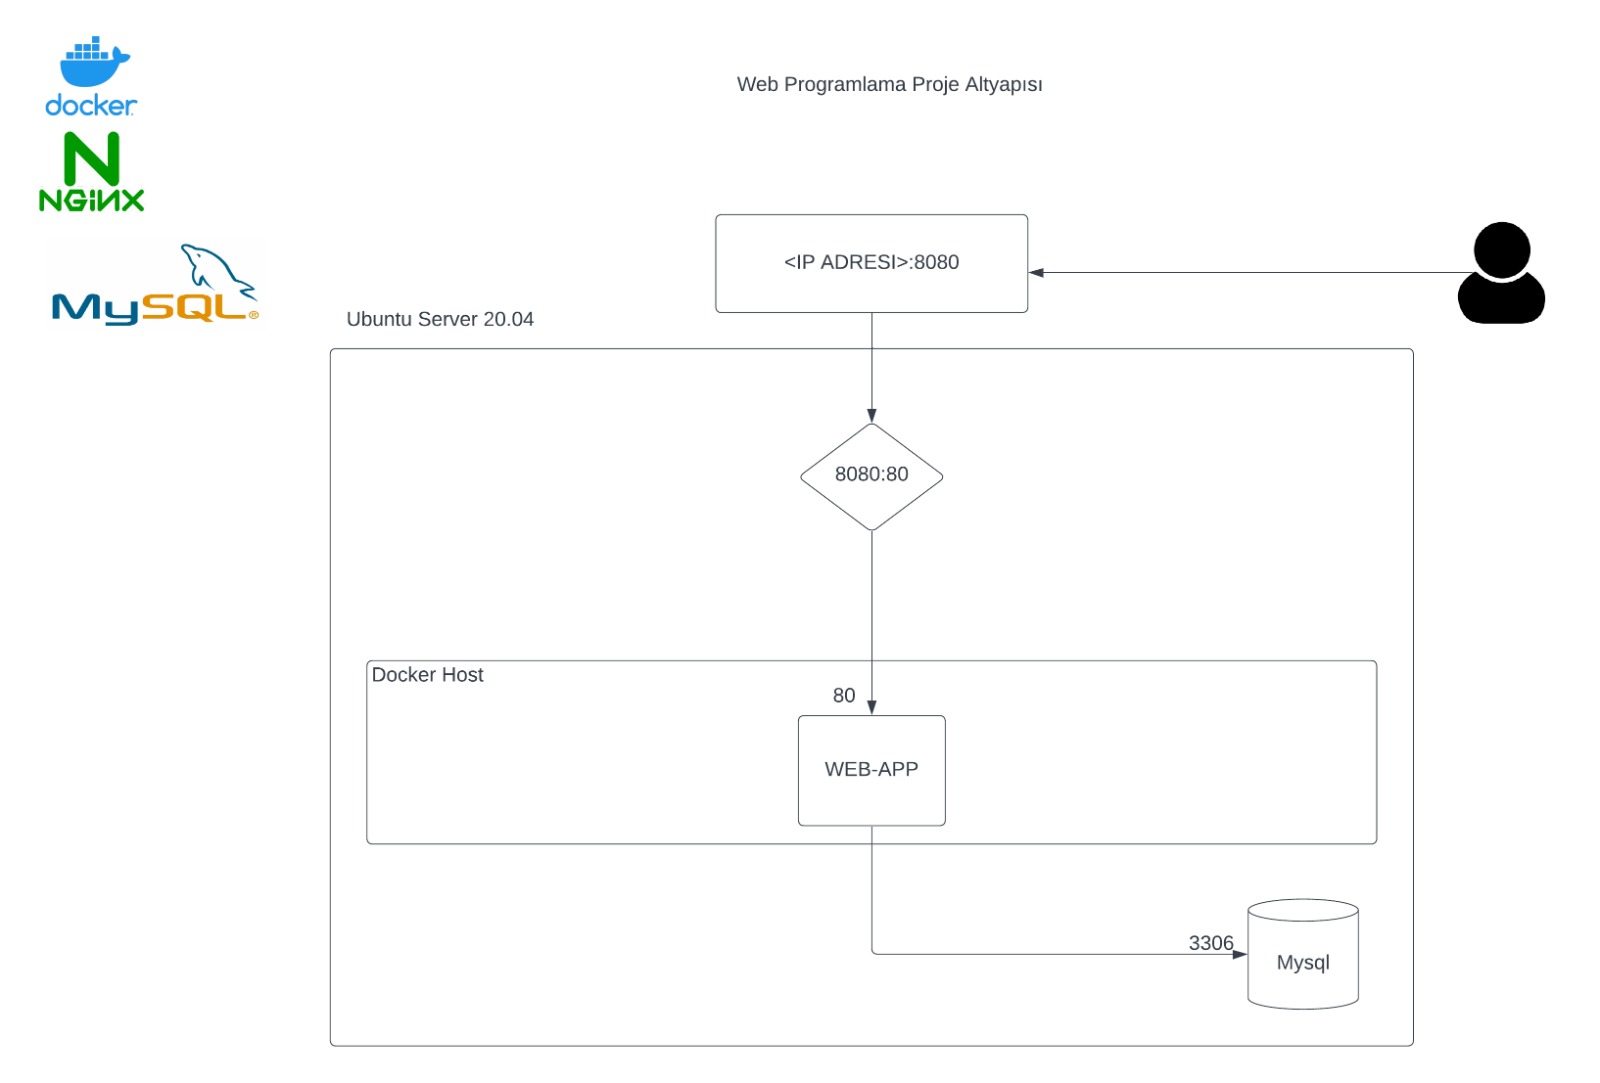 docker
NGINX
MySQL®
Web Programlama Proje Altyapısı
<IP ADRESI>:8080
Ubuntu Server 20.04
8080:80
Docker Host
80
WEB-APP
3306
Mysql